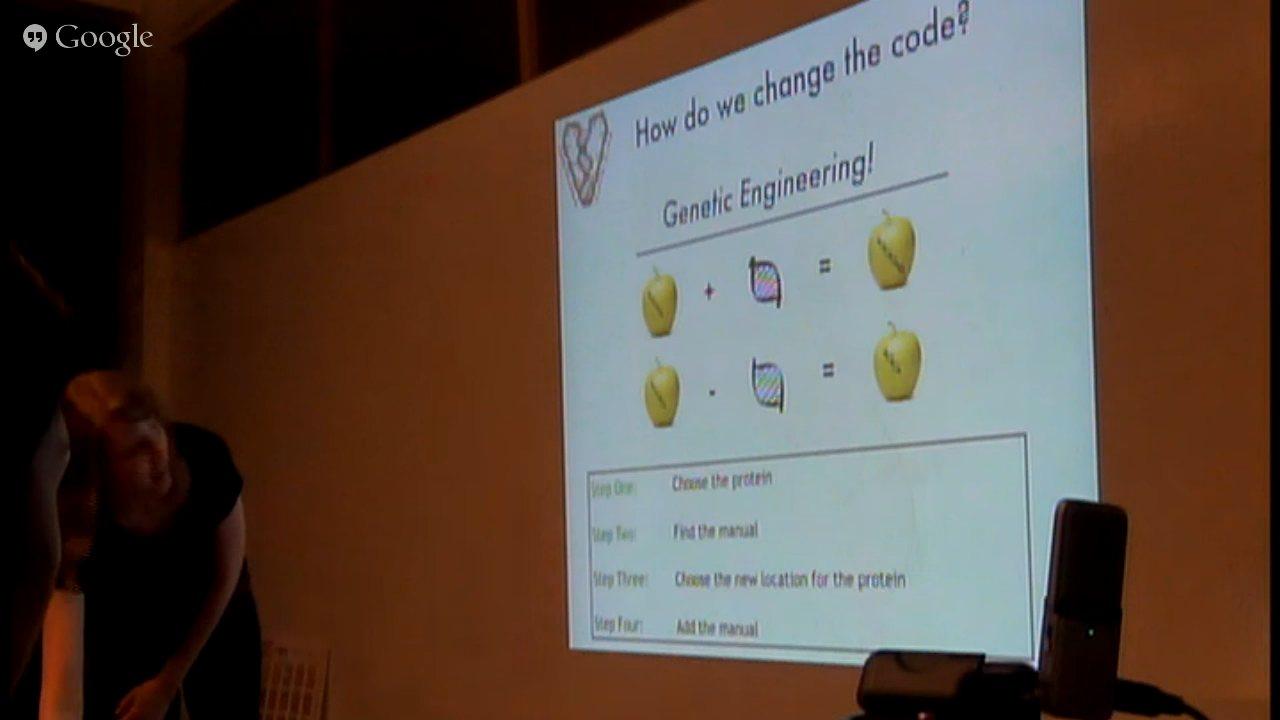 Google
How do we change the code?
Genetic Engineering!
+ =
- =
Step One: Choose the protein
Step Two: Find the manual
Step Three: Choose the new location for the protein
Step Four: Add the manual